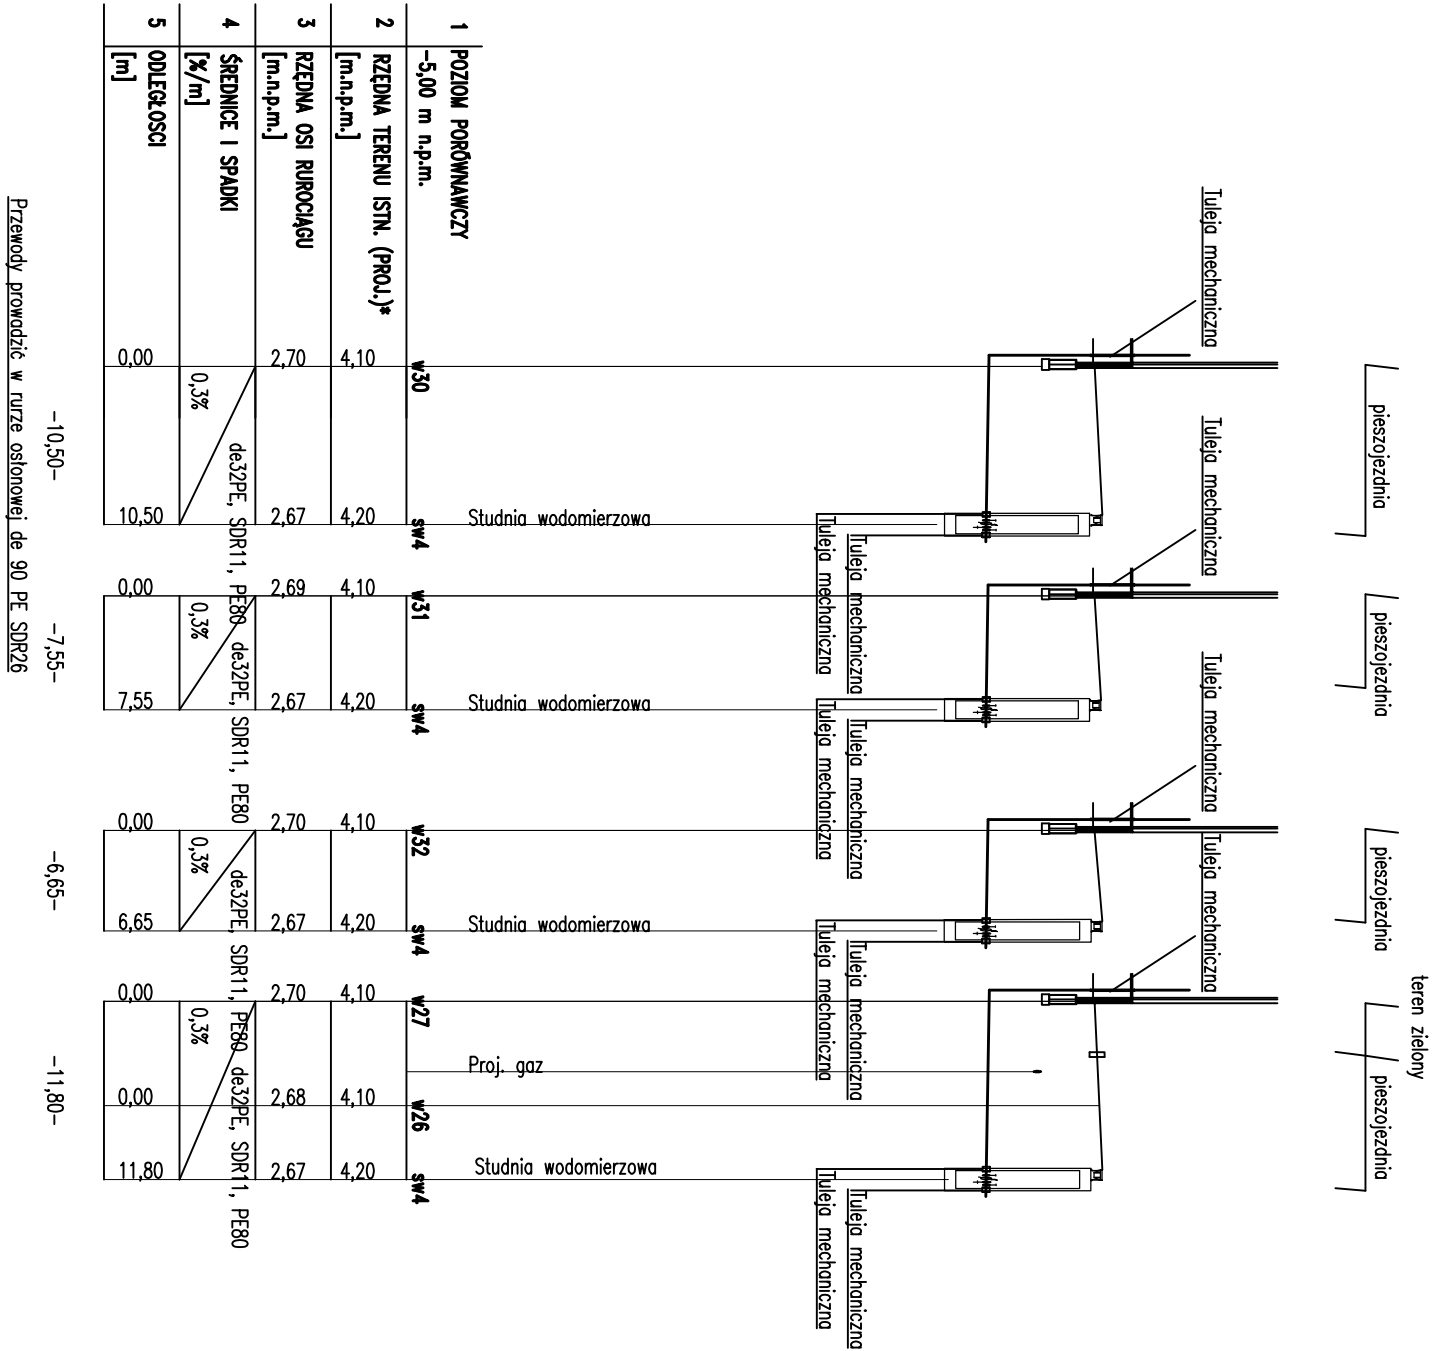 teren zielony
pieszojezdnia
pieszojezdnia
pieszojezdnia
pieszojezdnia
Tuleja mechaniczna
Tuleja mechaniczna
Tuleja mechaniczna
Tuleja mechaniczna
Tuleja mechaniczna
Tuleja mechaniczna
Tuleja mechaniczna
Tuleja mechaniczna
Tuleja mechaniczna
Tuleja mechaniczna
Tuleja mechaniczna
Tuleja mechaniczna
Studnia wodomierzowa
Studnia wodomierzowa
Studnia wodomierzowa
Proj. gaz
Studnia wodomierzowa
1 POZIOM PORÓWNAWCZY
-5,00 m n.p.m.
w30 sw4 w31 sw4 w32 sw4 w27 w26 sw4
2 RZĘDNA TERENU ISTN. (PROJ.)*
[m.n.p.m.]
4,10 4,20 4,10 4,20 4,10 4,20 4,10 4,10 4,20
3 RZĘDNA OSI RUROCIĄGU
[m.n.p.m.]
2,70 2,67 2,69 2,67 2,70 2,67 2,70 2,68 2,67
4 ŚREDNICE I SPADKI
[%/m]
de32PE, SDR11, PE80 de32PE, SDR11, PE80 de32PE, SDR11, PE80 de32PE, SDR11, PE80
0,3% 0,3% 0,3% 0,3%
5 ODLEGŁOSCI
[m]
0,00 10,50 0,00 7,55 0,00 6,65 0,00 0,00 11,80
-10,50- -7,55- -6,65- -11,80-
Przewody prowadzić w rurze osłonowej de 90 PE SDR26